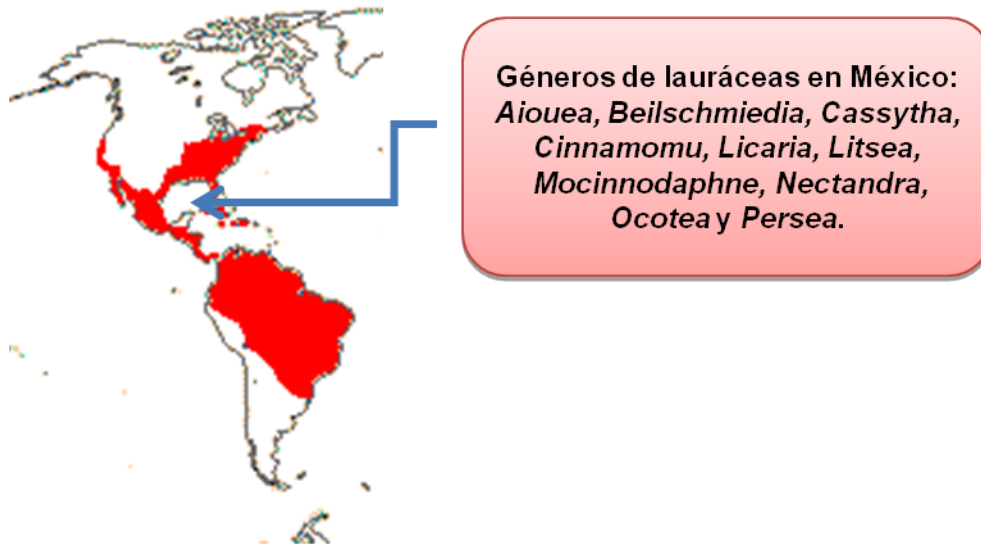 Géneros de lauráceas en México:
Aiouea, Beilschmiedia, Cassytha,
Cinnamomu, Licaria, Litsea,
Mocinnodaphne, Nectandra,
Ocotea y Persea.